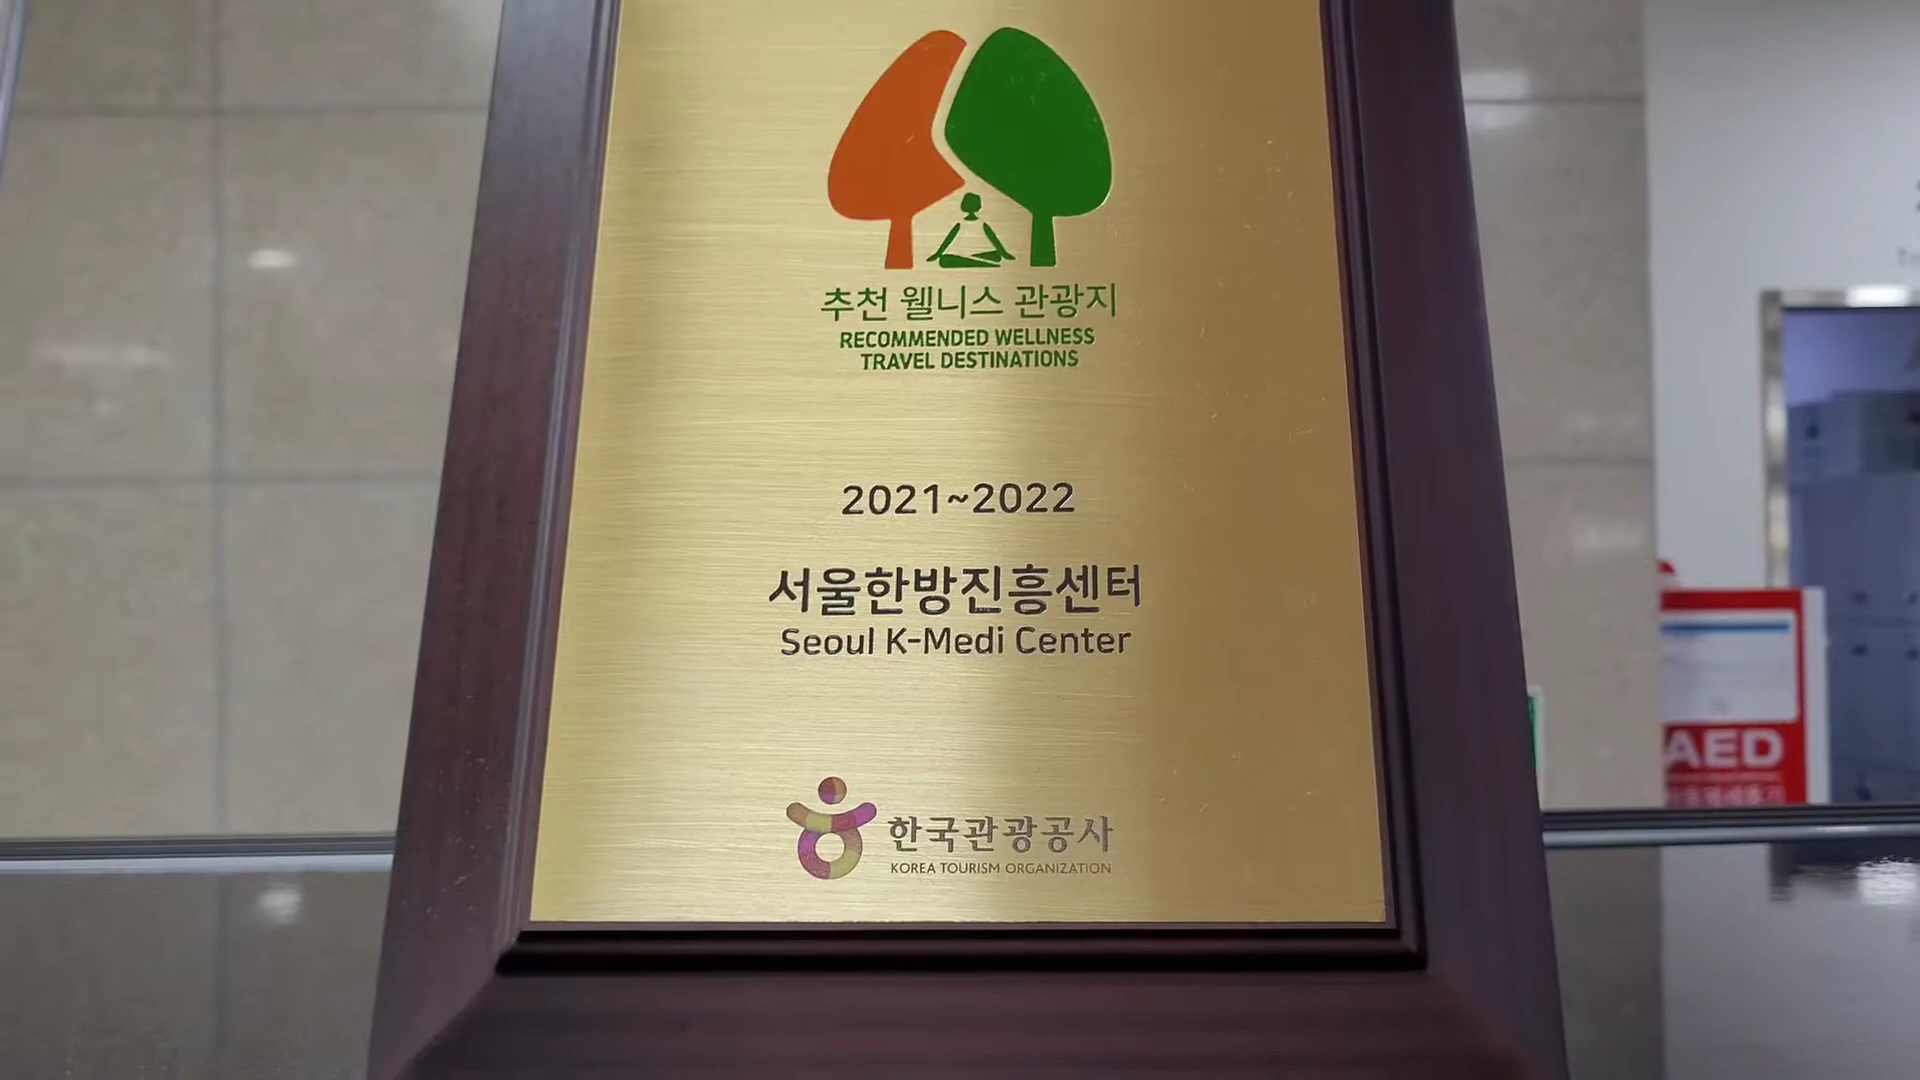 추천 웰니스 관광지
RECOMMENDED WELLNESS
TRAVEL DESTINATIONS
2021~2022
서울한방진흥센터
Seoul K-Medi Center
한국관광공사
KOREA TOURISM ORGANIZATION
AED